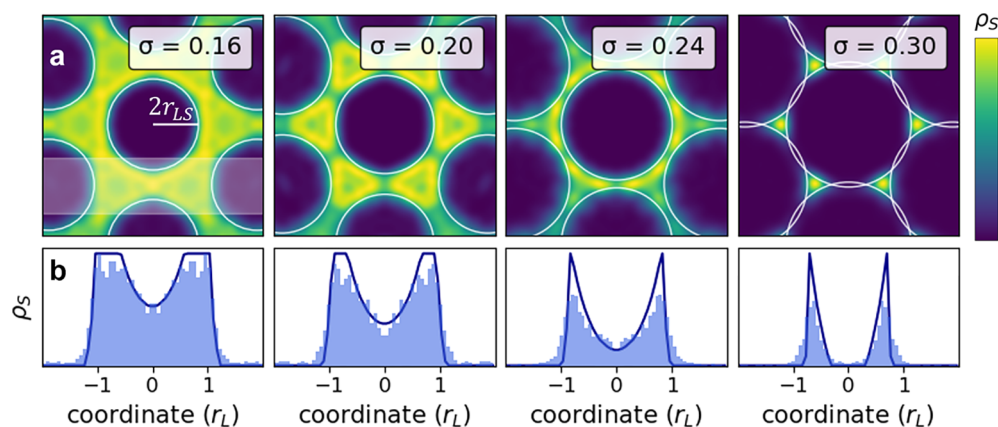 a
σ = 0.16
σ = 0.20
σ = 0.24
σ = 0.30
ρS
2rLS
b
ρS
−1 0 1
−1 0 1
−1 0 1
−1 0 1
coordinate (rL)
coordinate (rL)
coordinate (rL)
coordinate (rL)